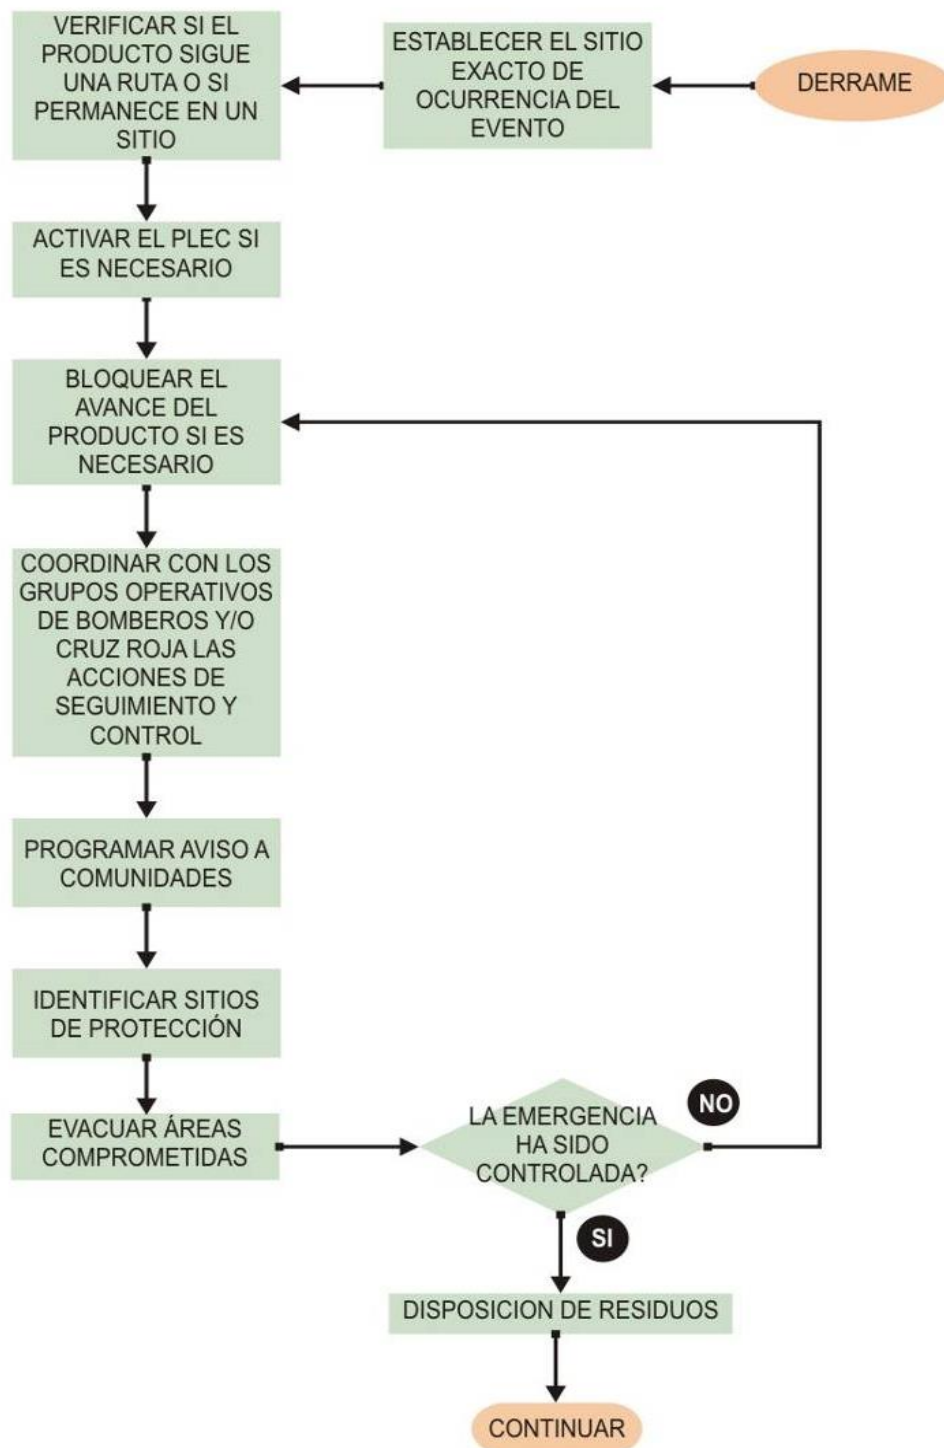 DERRAME
ESTABLECER EL SITIO
EXACTO DE
OCURRENCIA DEL
EVENTO
VERIFICAR SI EL
PRODUCTO SIGUE
UNA RUTA O SI
PERMANECE EN UN
SITIO
ACTIVAR EL PLEC SI
ES NECESARIO
BLOQUEAR EL
AVANCE DEL
PRODUCTO SI ES
NECESARIO
COORDINAR CON LOS
GRUPOS OPERATIVOS
DE BOMBEROS Y/O
CRUZ ROJA LAS
ACCIONES DE
SEGUIMIENTO Y
CONTROL
PROGRAMAR AVISO A
COMUNIDADES
IDENTIFICAR SITIOS
DE PROTECCIÓN
EVACUAR ÁREAS
COMPROMETIDAS
LA EMERGENCIA
HA SIDO
CONTROLADA?
NO
SI
DISPOSICION DE RESIDUOS
CONTINUAR